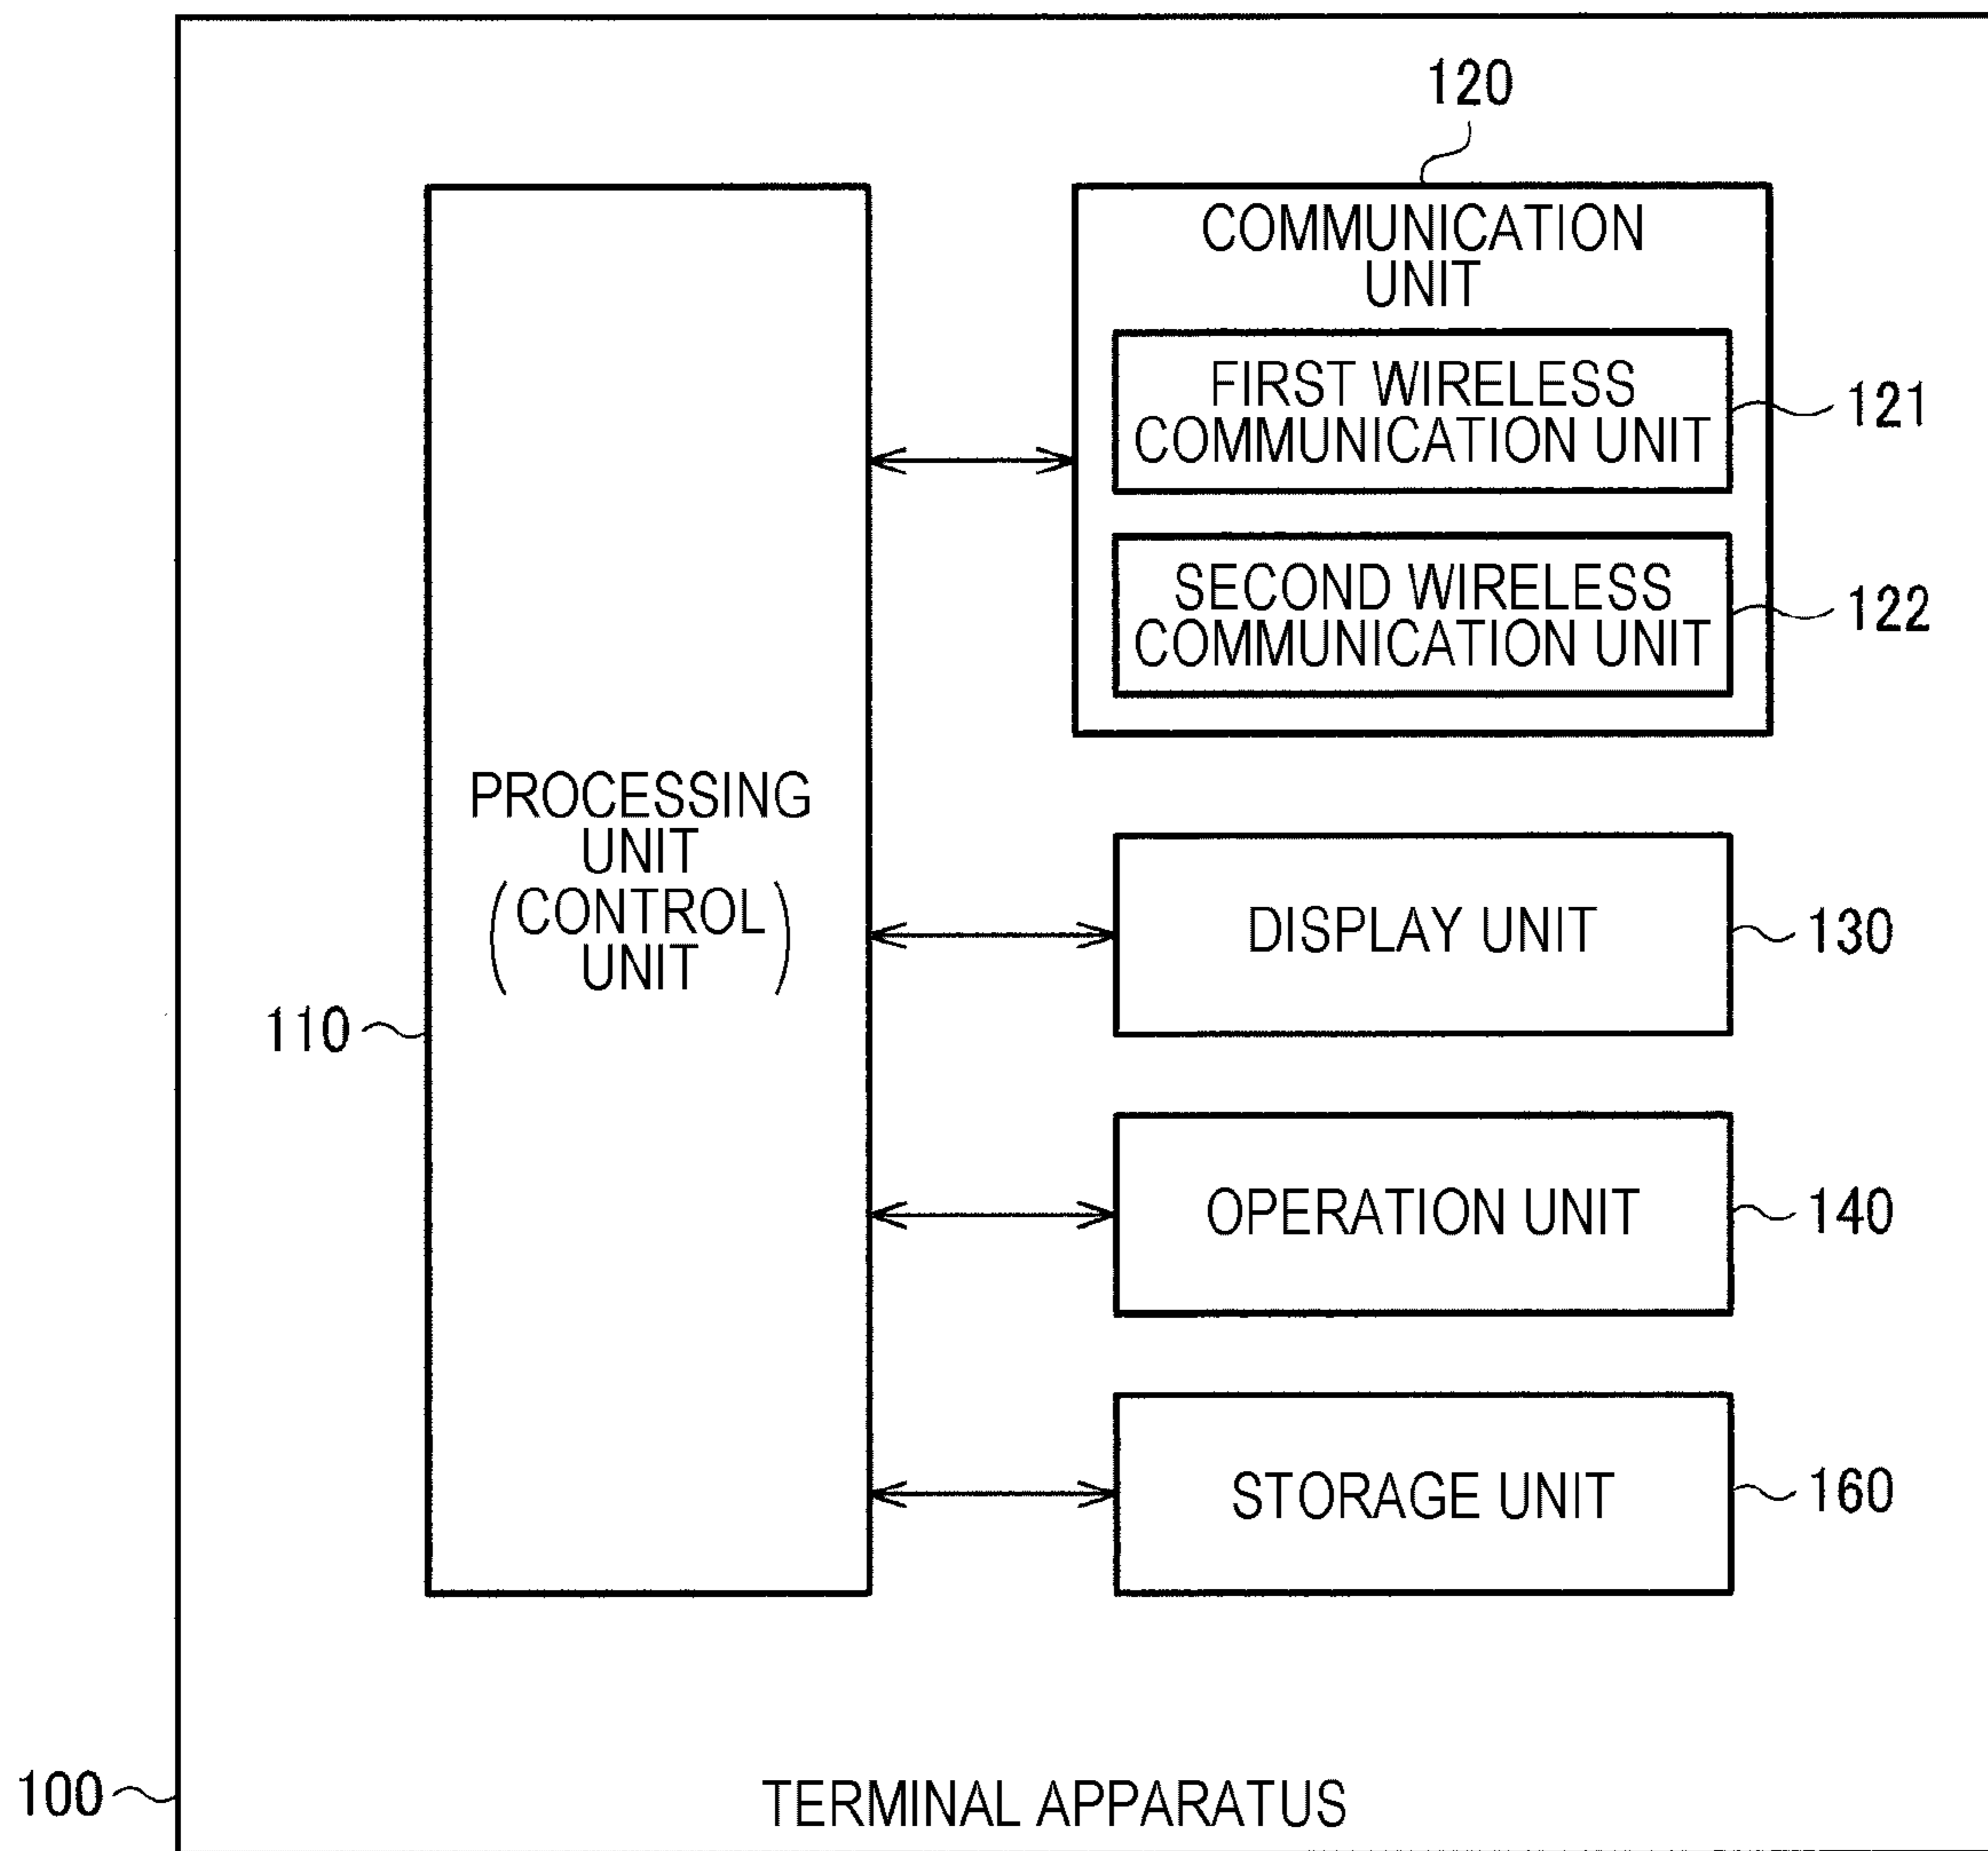 120
COMMUNICATION
UNIT
FIRST WIRELESS
COMMUNICATION UNIT
121
SECOND WIRELESS
COMMUNICATION UNIT
122
PROCESSING
UNIT
(CONTROL
UNIT)
110
DISPLAY UNIT
130
OPERATION UNIT
140
STORAGE UNIT
160
100
TERMINAL APPARATUS